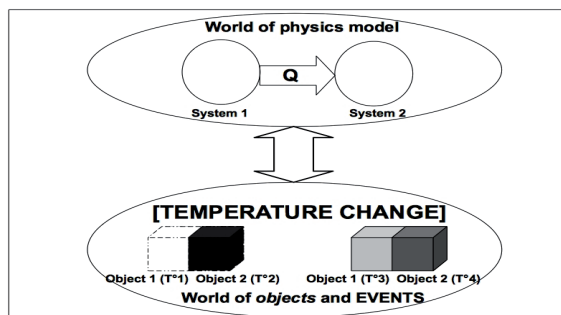 World of physics model
Q
System 1 System 2
[TEMPERATURE CHANGE]
Object 1 (T°1) Object 2 (T°2) Object 1 (T°3) Object 2 (T°4)
World of objects and EVENTS